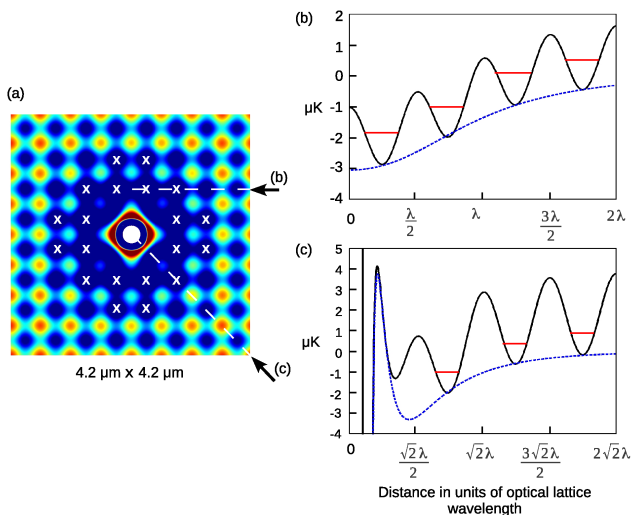 (a)
x x
x x x x
x x x x
x x x x
x x x x
x x
(b)
(c)
4.2 µm x 4.2 µm
(b)
2
1
0
-1
-2
-3
-4
µK
0 λ/2 λ 3λ/2 2λ
(c)
5
4
3
2
1
0
-1
-2
-3
-4
µK
0 √2λ/2 √2λ 3√2λ/2 2√2λ
Distance in units of optical lattice
wavelength